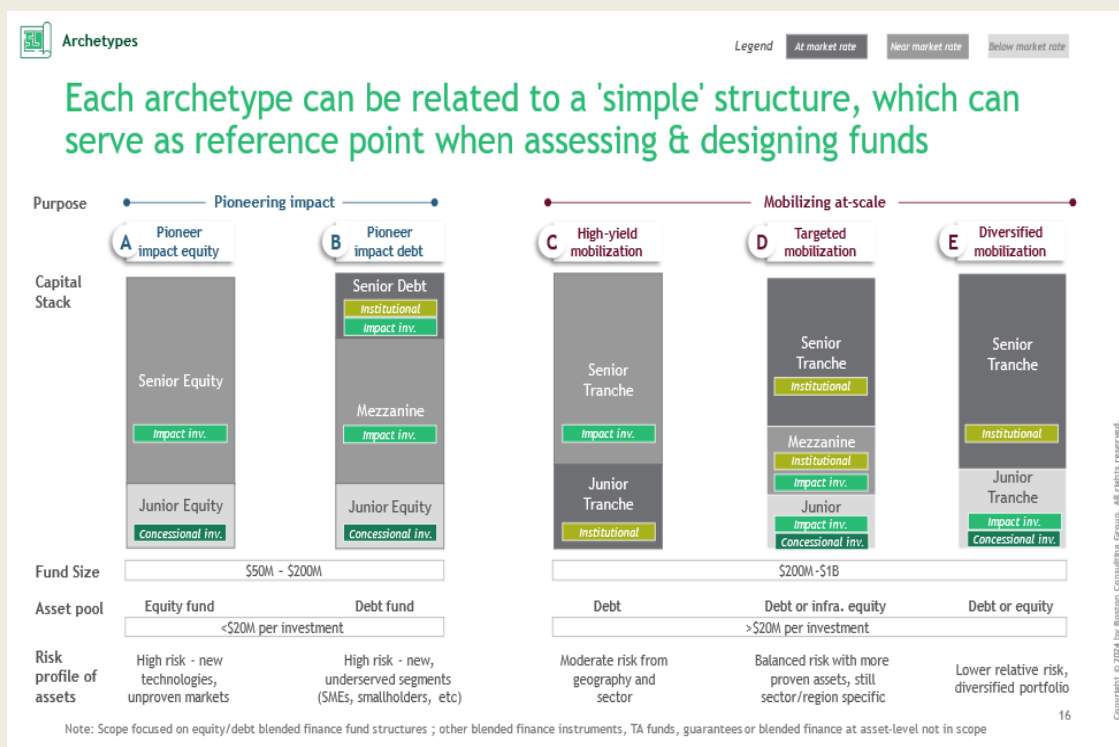 Archetypes
Legend
At market rate
Near market rate
Below market rate
Each archetype can be related to a 'simple' structure, which can
serve as reference point when assessing & designing funds
Purpose
Pioneering impact
Mobilizing at-scale
A
Pioneer
impact equity
B
Pioneer
impact debt
C
High-yield
mobilization
D
Targeted
mobilization
E
Diversified
mobilization
Capital
Stack
Senior Equity
Impact inv.
Junior Equity
Concessional inv.
Senior Debt
Institutional
Impact inv.
Mezzanine
Impact inv.
Junior Equity
Concessional inv.
Senior
Tranche
Impact inv.
Junior
Tranche
Institutional
Senior
Tranche
Institutional
Mezzanine
Institutional
Impact inv.
Junior
Impact inv.
Concessional inv.
Senior
Tranche
Institutional
Junior
Tranche
Impact inv.
Concessional inv.
Fund Size
$50M – $200M
$200M-$1B
Asset pool
Equity fund
Debt fund
Debt
Debt or infra. equity
Debt or equity
<$20M per investment
>$20M per investment
Risk
profile of
assets
High risk - new
technologies,
unproven markets
High risk - new,
underserved segments
(SMEs, smallholders, etc)
Moderate risk from
geography and
sector
Balanced risk with more
proven assets, still
sector/region specific
Lower relative risk,
diversified portfolio
16
Note: Scope focused on equity/debt blended finance fund structures ; other blended finance instruments, TA funds, guarantees or blended finance at asset-level not in scope
Copyright © 2024 by Boston Consulting Group. All rights reserved.